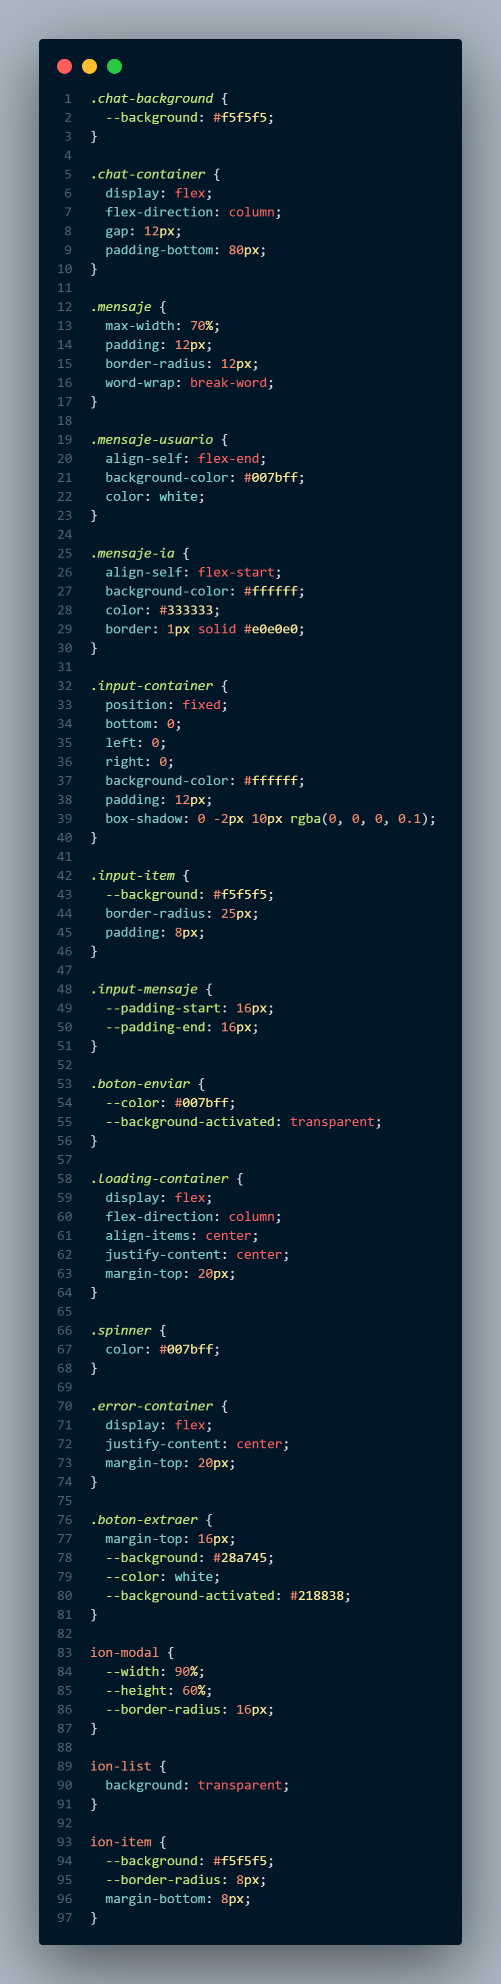 1 .chat-background {
2   --background: #f5f5f5;
3 }
4
5 .chat-container {
6   display: flex;
7   flex-direction: column;
8   gap: 12px;
9   padding-bottom: 80px;
10 }
11
12 .mensaje {
13   max-width: 70%;
14   padding: 12px;
15   border-radius: 12px;
16   word-wrap: break-word;
17 }
18
19 .mensaje-usuario {
20   align-self: flex-end;
21   background-color: #007bff;
22   color: white;
23 }
24
25 .mensaje-ia {
26   align-self: flex-start;
27   background-color: #ffffff;
28   color: #333333;
29   border: 1px solid #e0e0e0;
30 }
31
32 .input-container {
33   position: fixed;
34   bottom: 0;
35   left: 0;
36   right: 0;
37   background-color: #ffffff;
38   padding: 12px;
39   box-shadow: 0 -2px 10px rgba(0, 0, 0, 0.1);
40 }
41
42 .input-item {
43   --background: #f5f5f5;
44   border-radius: 25px;
45   padding: 8px;
46 }
47
48 .input-mensaje {
49   --padding-start: 16px;
50   --padding-end: 16px;
51 }
52
53 .boton-enviar {
54   --color: #007bff;
55   --background-activated: transparent;
56 }
57
58 .loading-container {
59   display: flex;
60   flex-direction: column;
61   align-items: center;
62   justify-content: center;
63   margin-top: 20px;
64 }
65
66 .spinner {
67   color: #007bff;
68 }
69
70 .error-container {
71   display: flex;
72   justify-content: center;
73   margin-top: 20px;
74 }
75
76 .boton-extraer {
77   margin-top: 16px;
78   --background: #28a745;
79   --color: white;
80   --background-activated: #218838;
81 }
82
83 ion-modal {
84   --width: 90%;
85   --height: 60%;
86   --border-radius: 16px;
87 }
88
89 ion-list {
90   background: transparent;
91 }
92
93 ion-item {
94   --background: #f5f5f5;
95   --border-radius: 8px;
96   margin-bottom: 8px;
97 }